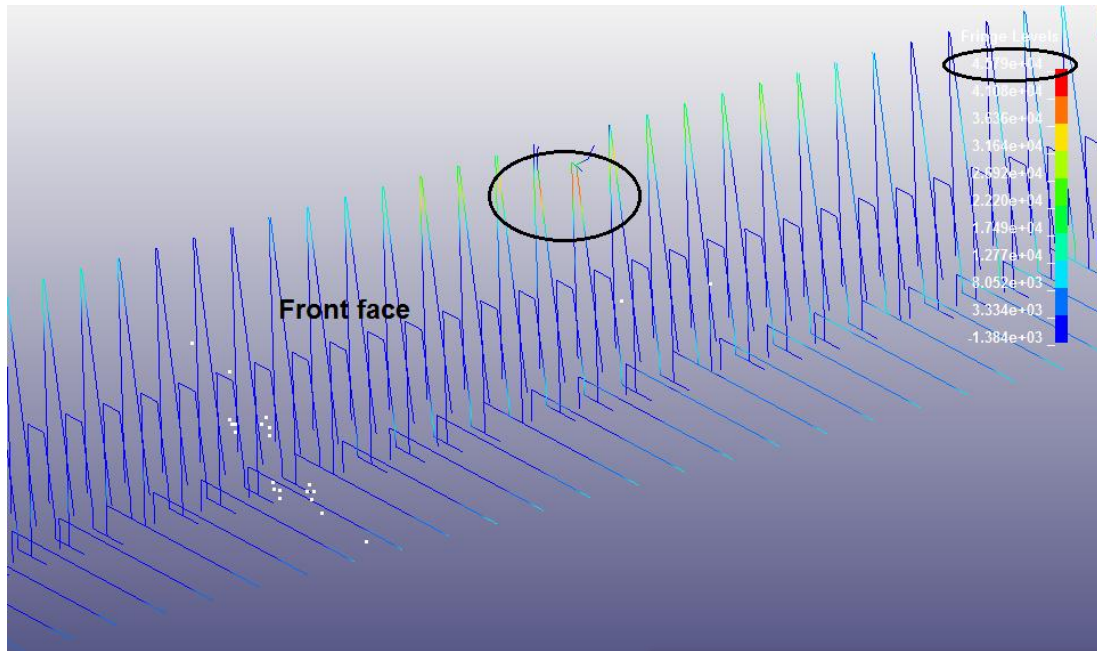 Fringe Levels
4.579e+04
4.108e+04
3.636e+04
3.164e+04
2.692e+04
2.220e+04
1.749e+04
1.277e+04
8.052e+03
3.334e+03
-1.384e+03
Front face